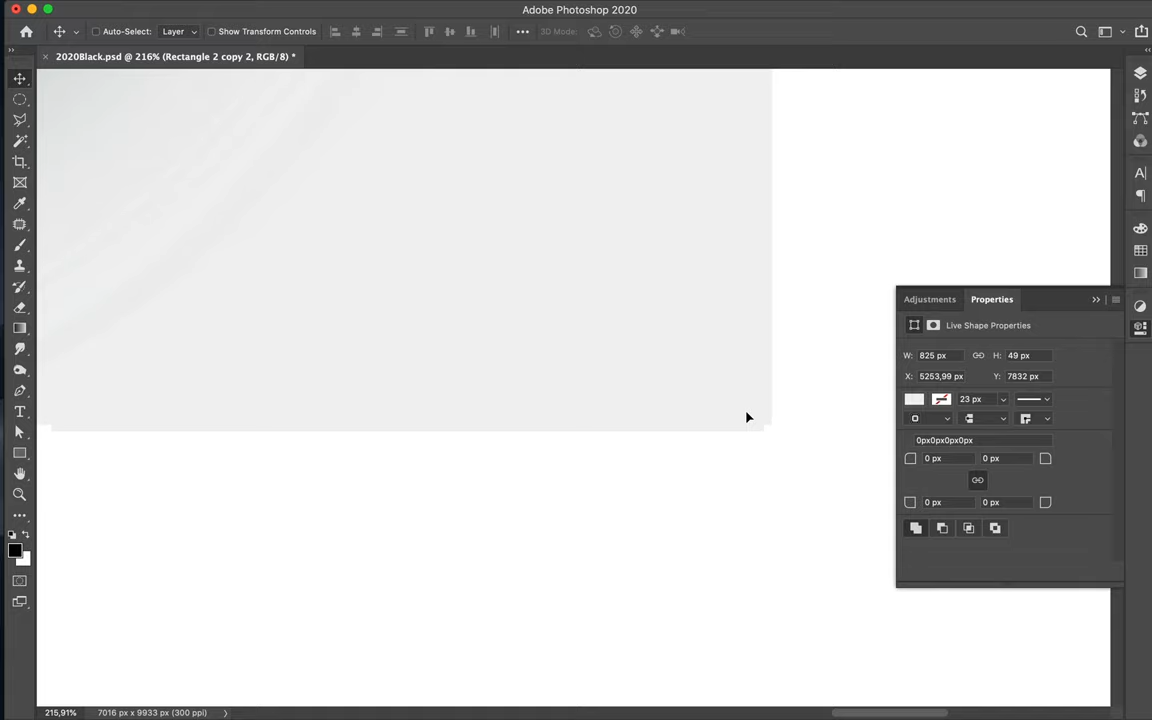 Adobe Photoshop 2020
Auto-Select: Layer Show Transform Controls 3D Mode:
2020Black.psd @ 216% (Rectangle 2 copy 2, RGB/8) *
Adjustments Properties
Live Shape Properties
W: 825 px H: 49 px
X: 5253,99 px Y: 7832 px
23 px
0px0px0px0px
0 px 0 px
0 px 0 px
215,91% 7016 px x 9933 px (300 ppi)